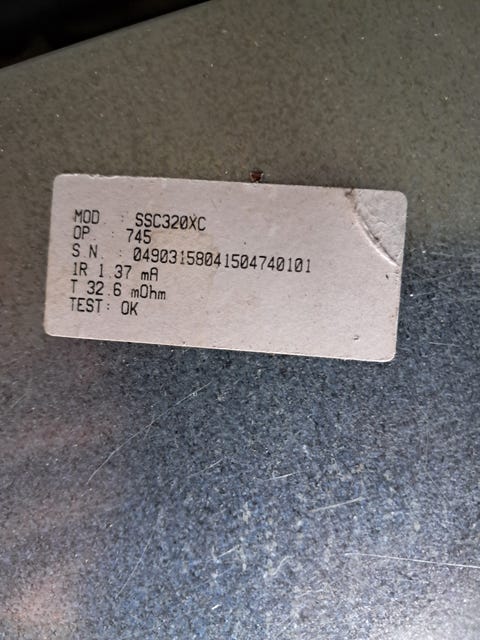 MOD : SSC320XC
OP. : 745
S N. : 04903158041504740101
IR 1.37 mA
T 32.6 mOhm
TEST: OK